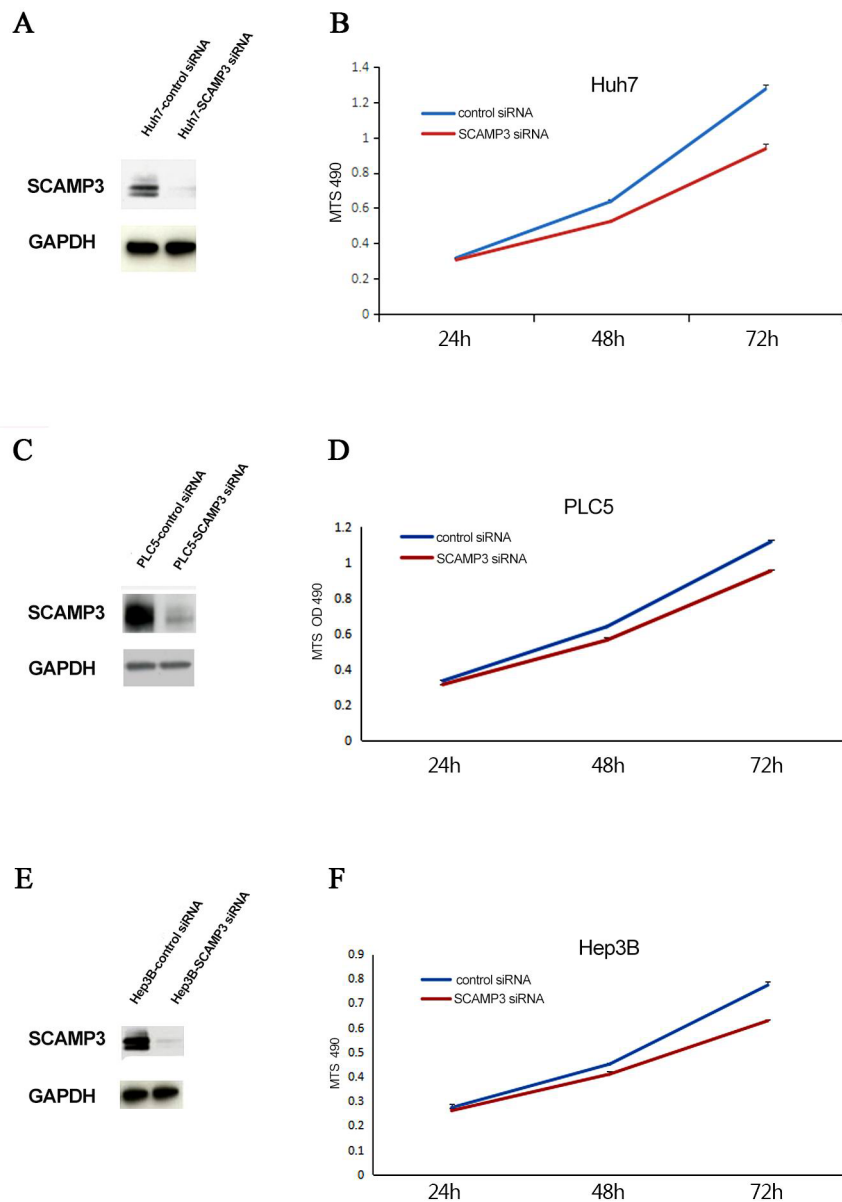 A
Huh7-control siRNA
Huh7-SCAMP3 siRNA
SCAMP3
GAPDH
B
Huh7
control siRNA
SCAMP3 siRNA
MTS 490
1.4
1.2
1
0.8
0.6
0.4
0.2
0
24h
48h
72h
C
PLC5-control siRNA
PLC5-SCAMP3 siRNA
SCAMP3
GAPDH
D
PLC5
control siRNA
SCAMP3 siRNA
MTS OD 490
1.2
1
0.8
0.6
0.4
0.2
0
24h
48h
72h
E
Hep3B-control siRNA
Hep3B-SCAMP3 siRNA
SCAMP3
GAPDH
F
Hep3B
control siRNA
SCAMP3 siRNA
MTS 490
0.9
0.8
0.7
0.6
0.5
0.4
0.3
0.2
0.1
0
24h
48h
72h